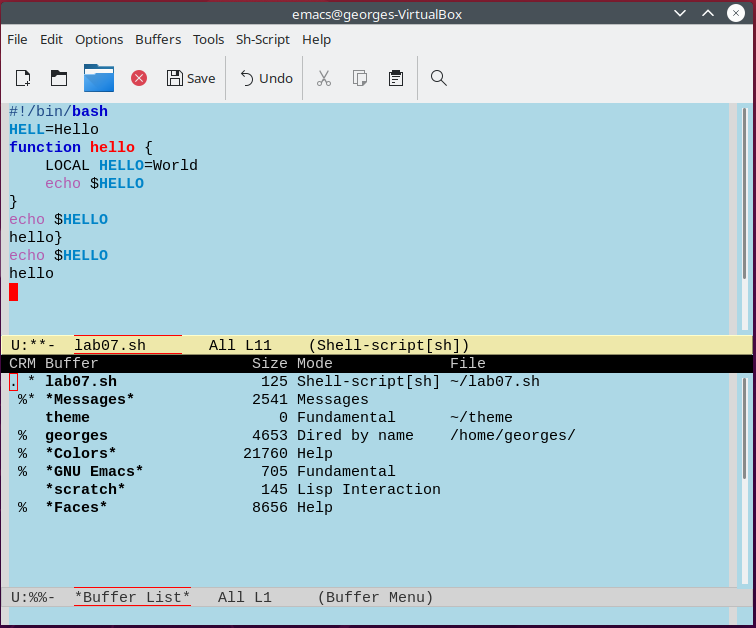 emacs@georges-VirtualBox
File Edit Options Buffers Tools Sh-Script Help
Save Undo
#!/bin/bash
HELL=Hello
function hello {
    LOCAL HELLO=World
    echo $HELLO
}
echo $HELLO
hello}
echo $HELLO
hello
U:**-  lab07.sh       All L11    (Shell-script[sh])
CRM Buffer                 Size Mode             File
. * lab07.sh                125 Shell-script[sh] ~/lab07.sh
 %* *Messages*             2541 Messages
    theme                     0 Fundamental      ~/theme
 %  georges                4653 Dired by name    /home/georges/
 %  *Colors*              21760 Help
 %  *GNU Emacs*             705 Fundamental
    *scratch*               145 Lisp Interaction
 %  *Faces*                8656 Help
U:%%-  *Buffer List*   All L1     (Buffer Menu)